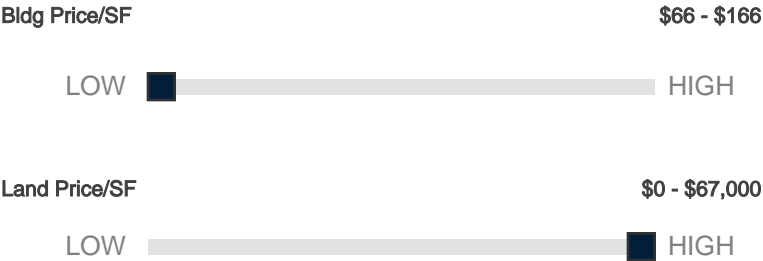 Bldg Price/SF $66 - $166
LOW HIGH
Land Price/SF $0 - $67,000
LOW HIGH